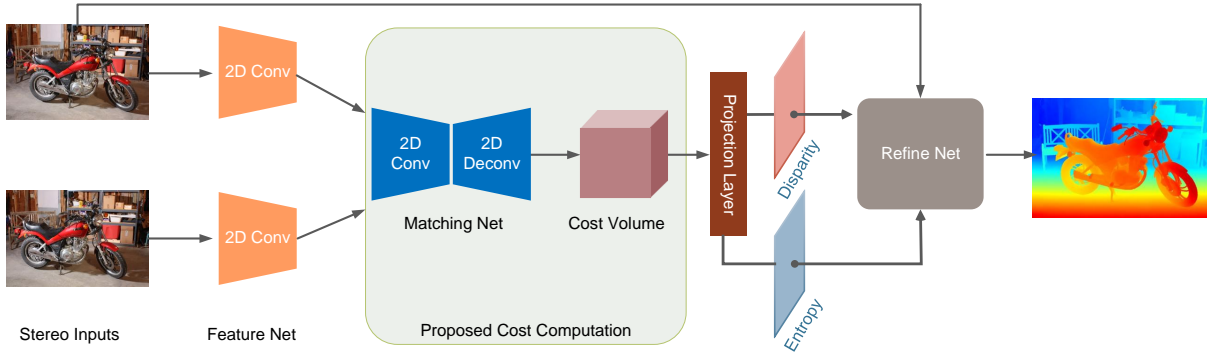 2D Conv
2D Conv
2D
Conv
2D
Deconv
Matching Net
Cost Volume
Proposed Cost Computation
Projection Layer
Disparity
Entropy
Refine Net
Stereo Inputs
Feature Net